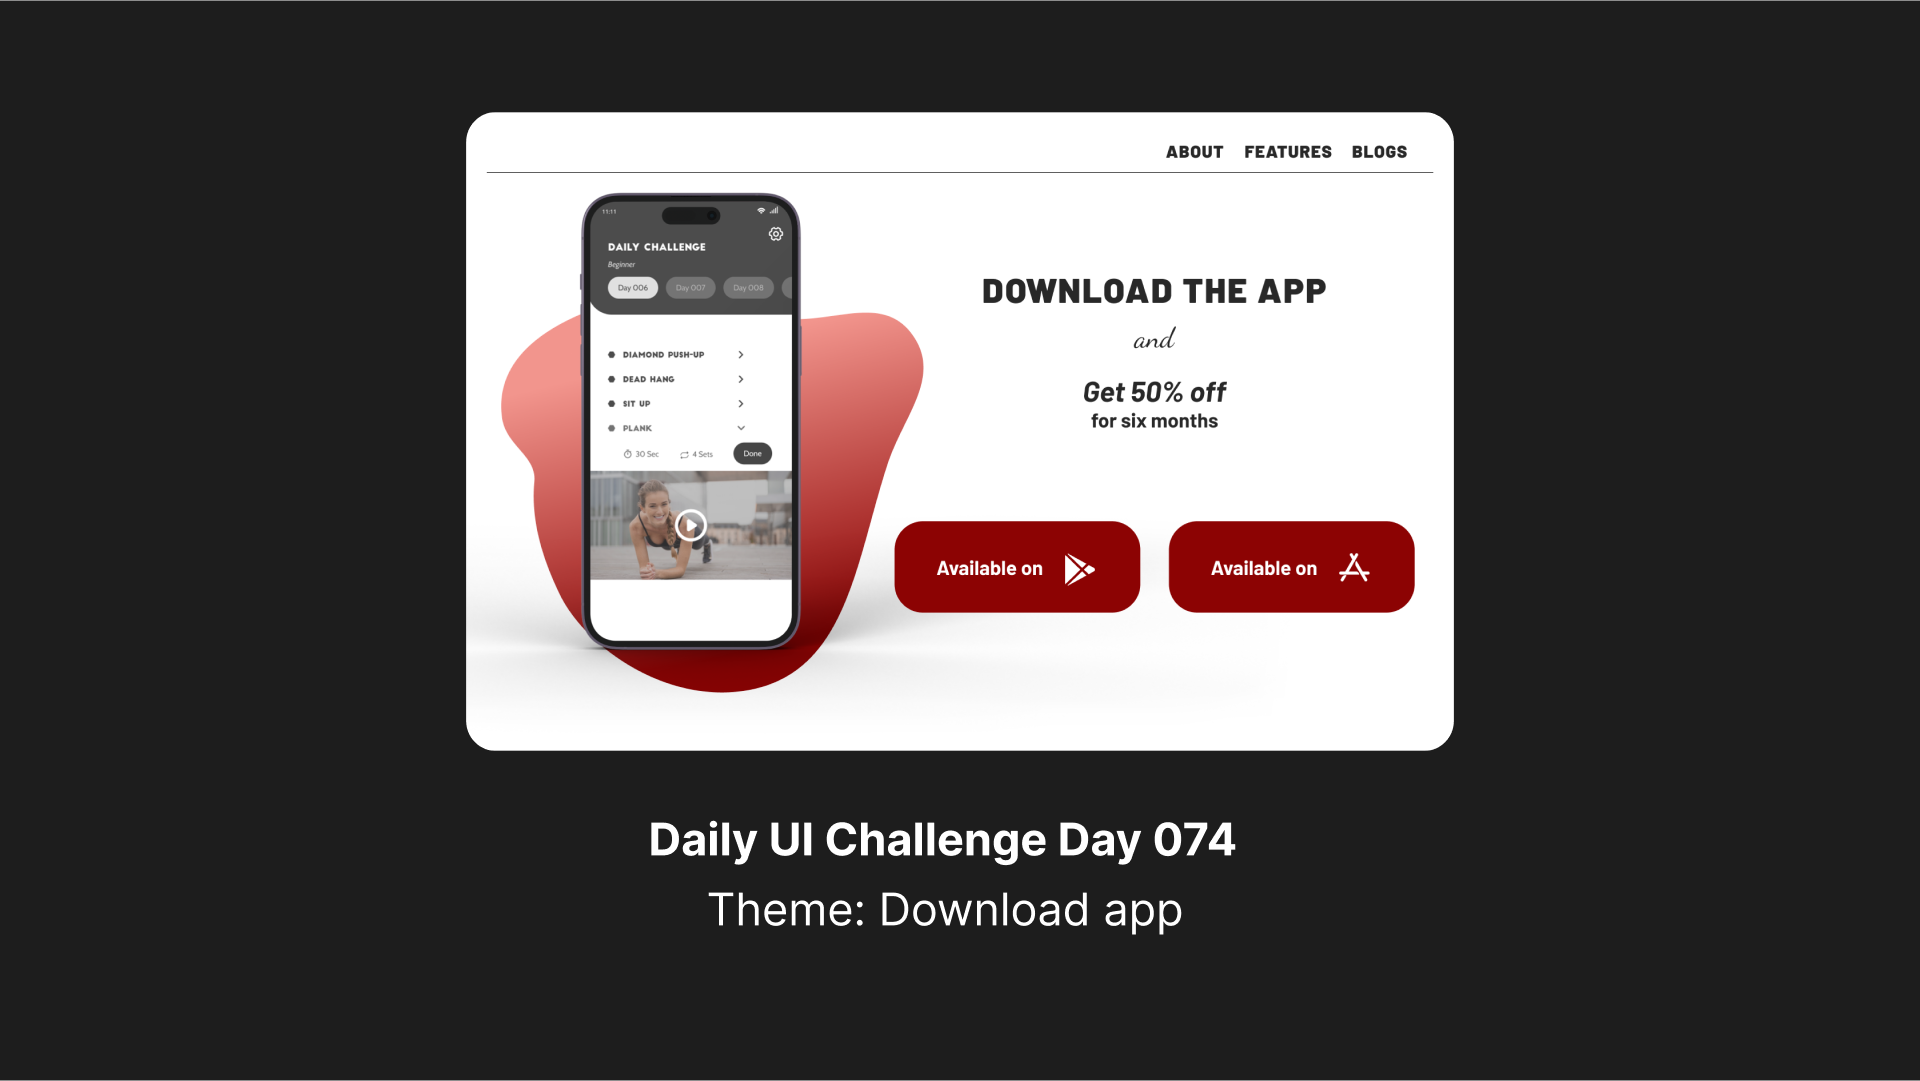 ABOUT FEATURES BLOGS
11:11
DAILY CHALLENGE
Beginner
Day 006 Day 007 Day 008
DIAMOND PUSH-UP
DEAD HANG
SIT UP
PLANK
30 Sec 4 Sets Done
DOWNLOAD THE APP
and
Get 50% off
for six months
Available on
Available on
Daily UI Challenge Day 074
Theme: Download app